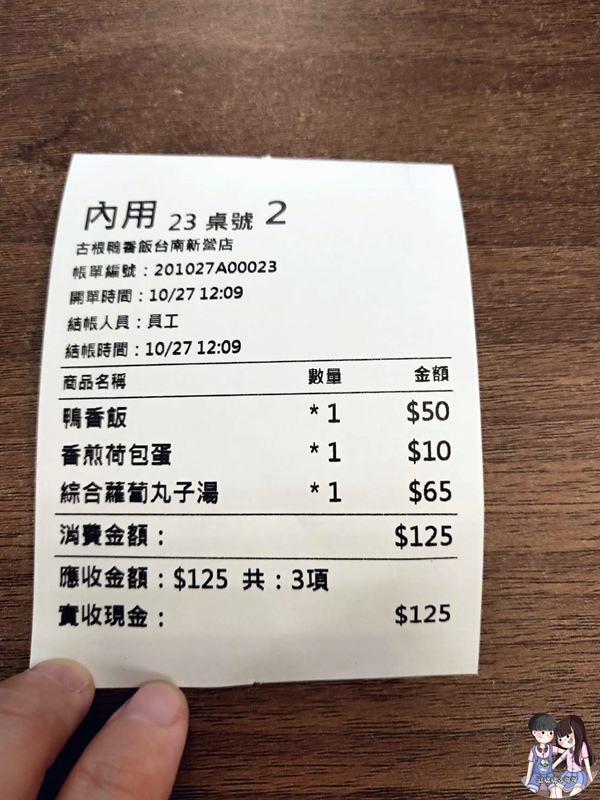 內用 23 桌號 2
古根鴨香飯台南新營店
帳單編號：201027A00023
開單時間：10/27 12:09
結帳人員：員工
結帳時間：10/27 12:09
商品名稱 數量 金額
鴨香飯 *1 $50
香煎荷包蛋 *1 $10
綜合蘿蔔丸子湯 *1 $65
消費金額： $125
應收金額：$125 共：3項
實收現金： $125